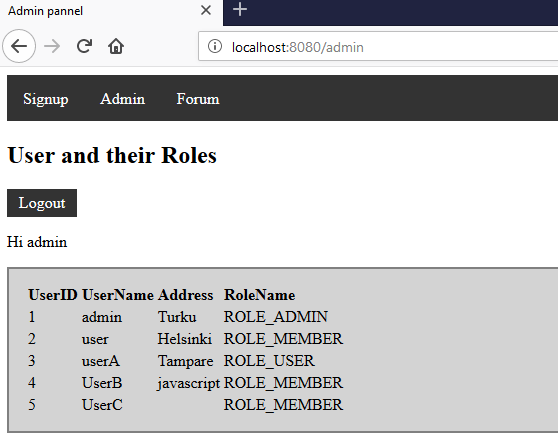 Admin pannel
localhost:8080/admin
Signup Admin Forum
User and their Roles
Logout
Hi admin
UserID UserName Address RoleName
1 admin Turku ROLE_ADMIN
2 user Helsinki ROLE_MEMBER
3 userA Tampare ROLE_USER
4 UserB javascript ROLE_MEMBER
5 UserC ROLE_MEMBER